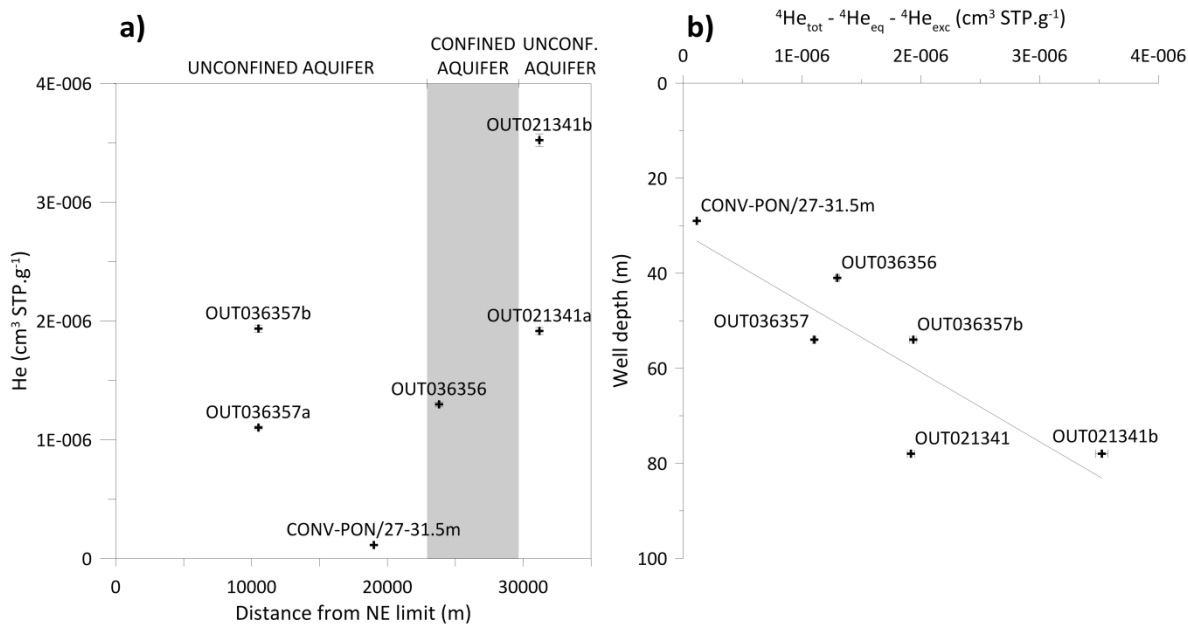 a)
UNCONFINED AQUIFER
CONFINED
AQUIFER
UNCONF.
AQUIFER
4E-006
3E-006
2E-006
1E-006
0
He (cm³ STP.g⁻¹)
OUT021341b
OUT036357b
OUT021341a
OUT036356
OUT036357a
CONV-PON/27-31.5m
0
10000
20000
30000
Distance from NE limit (m)
b)
⁴Heₜₒₜ - ⁴He_eq - ⁴He_exc (cm³ STP.g⁻¹)
0
1E-006
2E-006
3E-006
4E-006
0
20
40
60
80
100
Well depth (m)
CONV-PON/27-31.5m
OUT036356
OUT036357
OUT036357b
OUT021341
OUT021341b